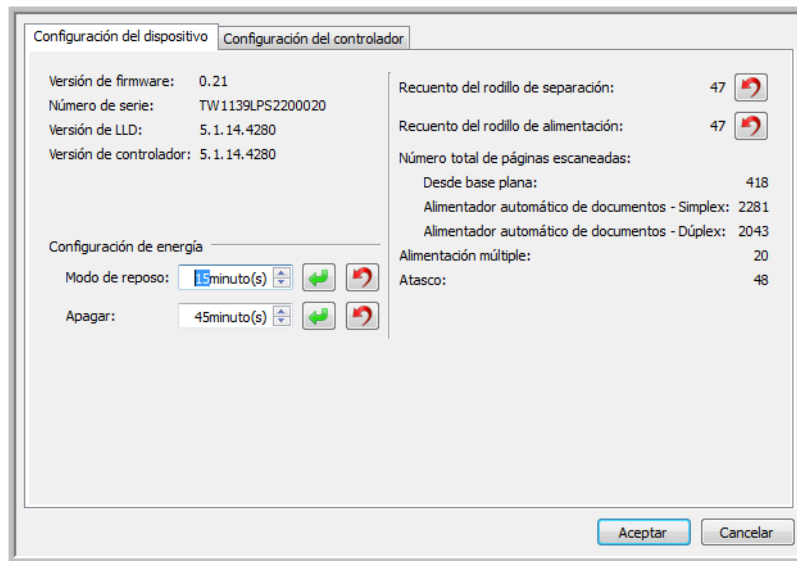 Configuración del dispositivo
Configuración del controlador
Versión de firmware: 0.21
Número de serie: TW1139LPS2200020
Versión de LLD: 5.1.14.4280
Versión de controlador: 5.1.14.4280
Configuración de energía
Modo de reposo: 15minuto(s)
Apagar: 45minuto(s)
Recuento del rodillo de separación: 47
Recuento del rodillo de alimentación: 47
Número total de páginas escaneadas:
Desde base plana: 418
Alimentador automático de documentos - Simplex: 2281
Alimentador automático de documentos - Dúplex: 2043
Alimentación múltiple: 20
Atasco: 48
Aceptar
Cancelar